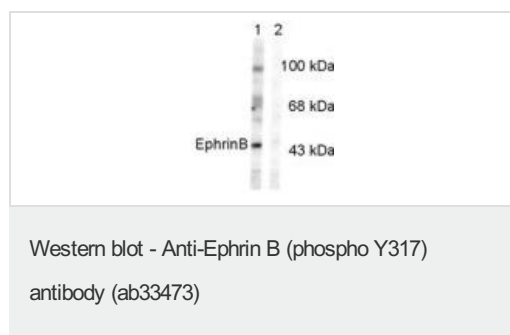 1 2
100 kDa
68 kDa
EphrinB 43 kDa
Western blot - Anti-Ephrin B (phospho Y317)
antibody (ab33473)